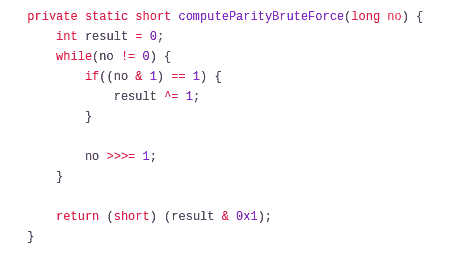 private static short computeParityBruteForce(long no) {
    int result = 0;
    while(no != 0) {
        if((no & 1) == 1) {
            result ^= 1;
        }

        no >>>= 1;
    }

    return (short) (result & 0x1);
}